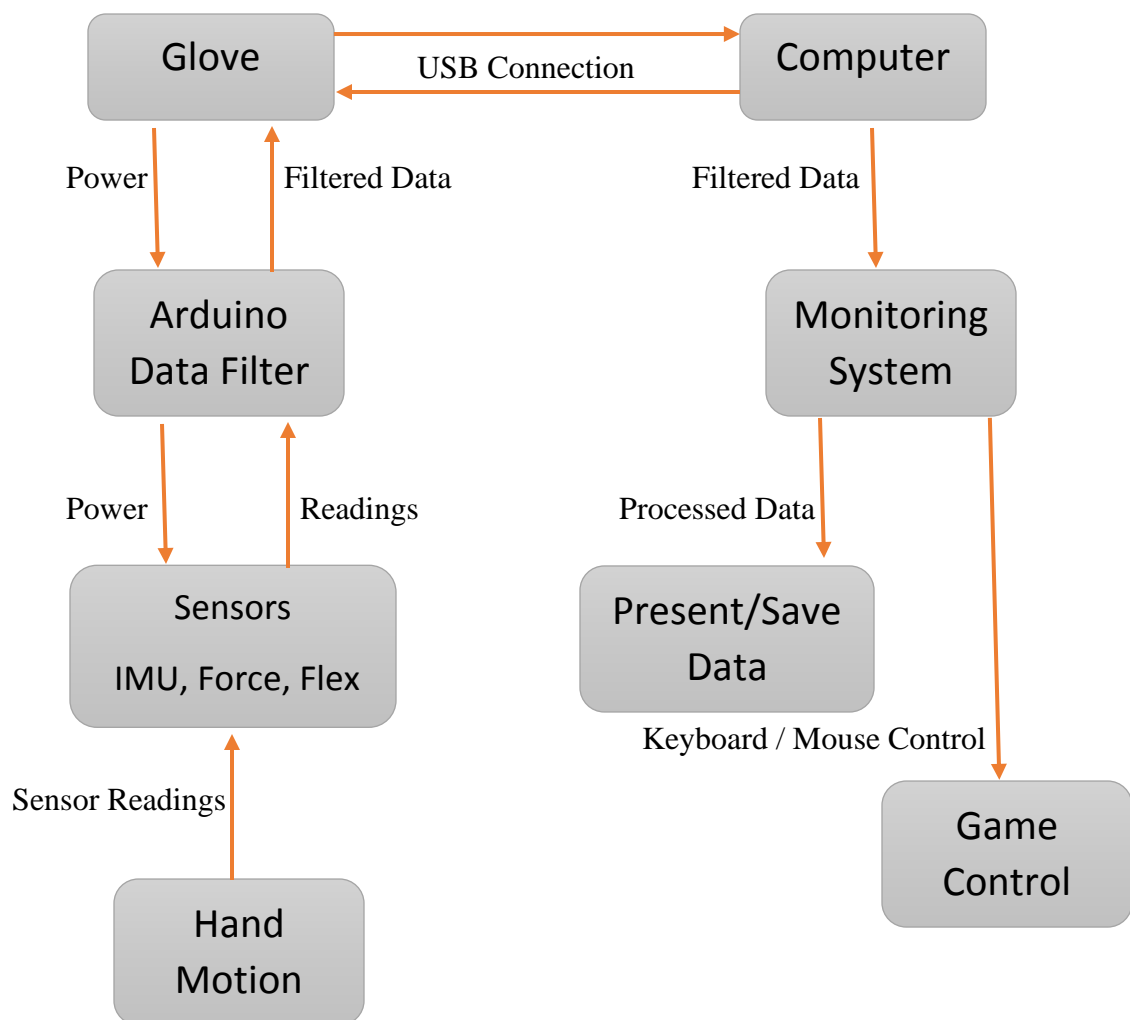 Glove
USB Connection
Computer
Power
Filtered Data
Filtered Data
Arduino
Data Filter
Monitoring
System
Power
Readings
Processed Data
Sensors
IMU, Force, Flex
Present/Save
Data
Keyboard / Mouse Control
Sensor Readings
Game
Control
Hand
Motion